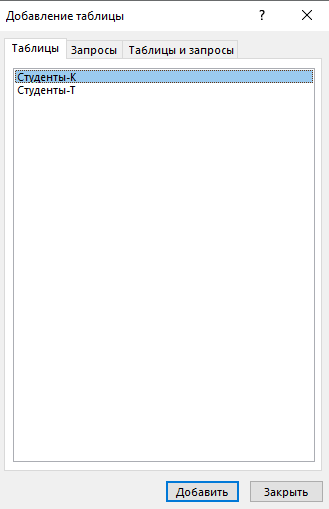 Добавление таблицы ?
Таблицы Запросы Таблицы и запросы
Студенты-К
Студенты-Т
Добавить Закрыть